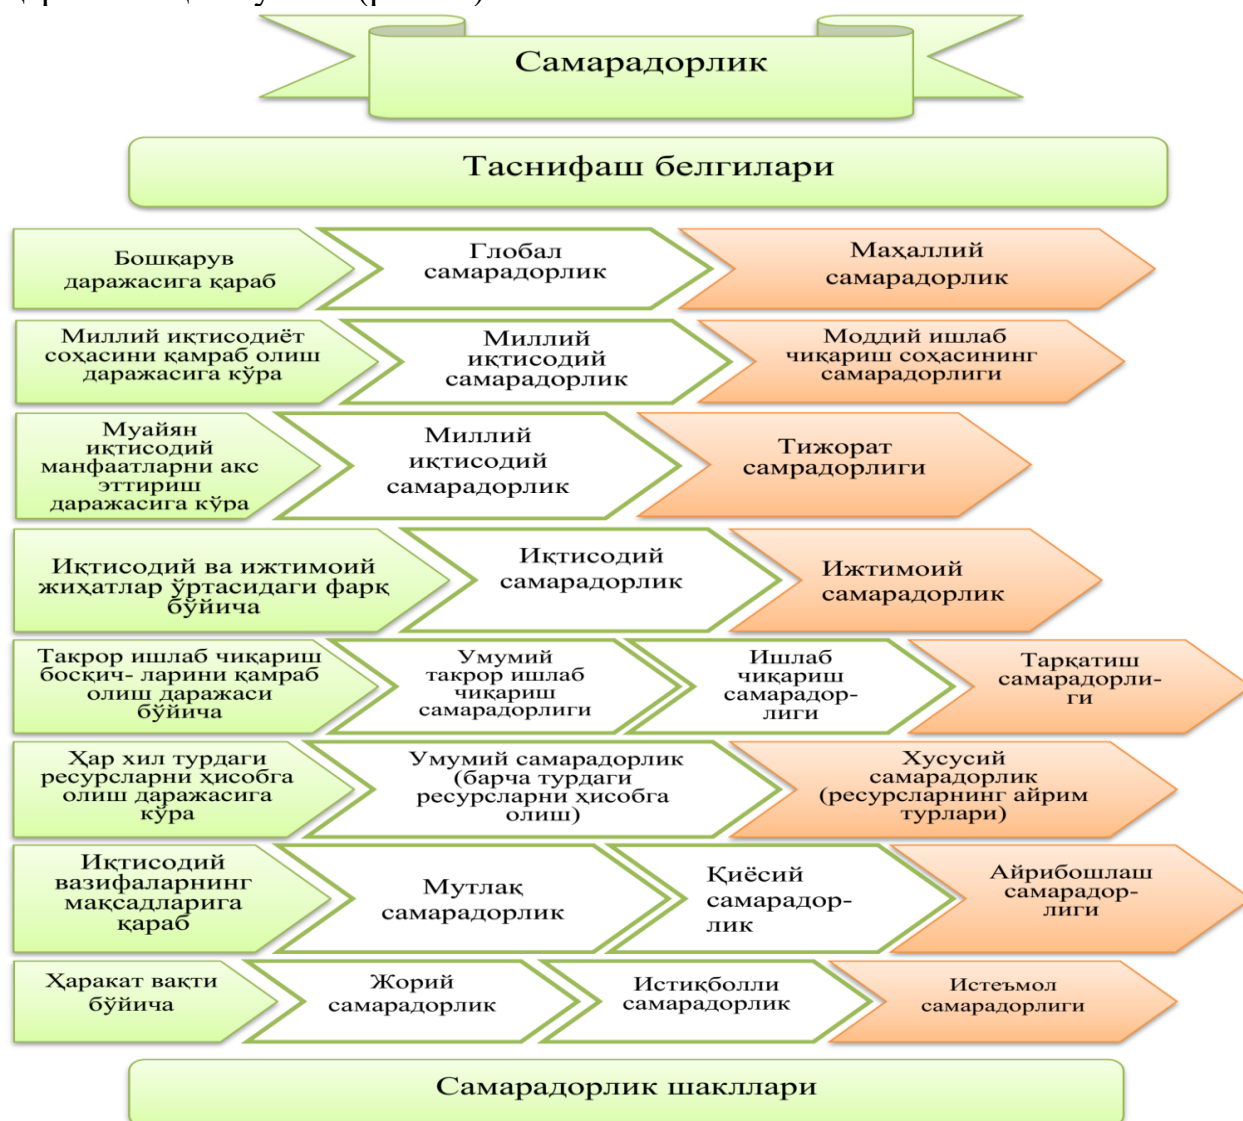 Самарадорлик
Таснифаш белгилари
Бошқарув
даражасига қараб
Глобал
самарадорлик
Маҳаллий
самарадорлик
Миллий иқтисодиёт
соҳасини қамраб олиш
даражасига кўра
Миллий
иқтисодий
самарадорлик
Моддий ишлаб
чиқариш соҳасининг
самарадорлиги
Муайян
иқтисодий
манфаатларни акс
эттириш
даражасига кўра
Миллий
иқтисодий
самарадорлик
Тижорат
самрадорлиги
Иқтисодий ва ижтимоий
жиҳатлар ўртасидаги фарқ
бўйича
Иқтисодий
самарадорлик
Ижтимоий
самарадорлик
Такрор ишлаб чиқариш
босқич- ларини қамраб
олиш даражаси
бўйича
Умумий
такрор ишлаб
чиқариш
самарадорлиги
Ишлаб
чиқариш
самарадор-
лиги
Тарқатиш
самарадорли-
ги
Ҳар хил турдаги
ресурсларни ҳисобга
олиш даражасига
кўра
Умумий самарадорлик
(барча турдаги
ресурсларни ҳисобга
олиш)
Хусусий
самарадорлик
(ресурсларнинг айрим
турлари)
Иқтисодий
вазифаларнинг
мақсадларига
қараб
Мутлақ
самарадорлик
Қиёсий
самарадор-
лик
Айрибошлаш
самарадор-
лиги
Ҳаракат вақти
бўйича
Жорий
самарадорлик
Истиқболли
самарадорлик
Истеъмол
самарадорлиги
Самарадорлик шакллари